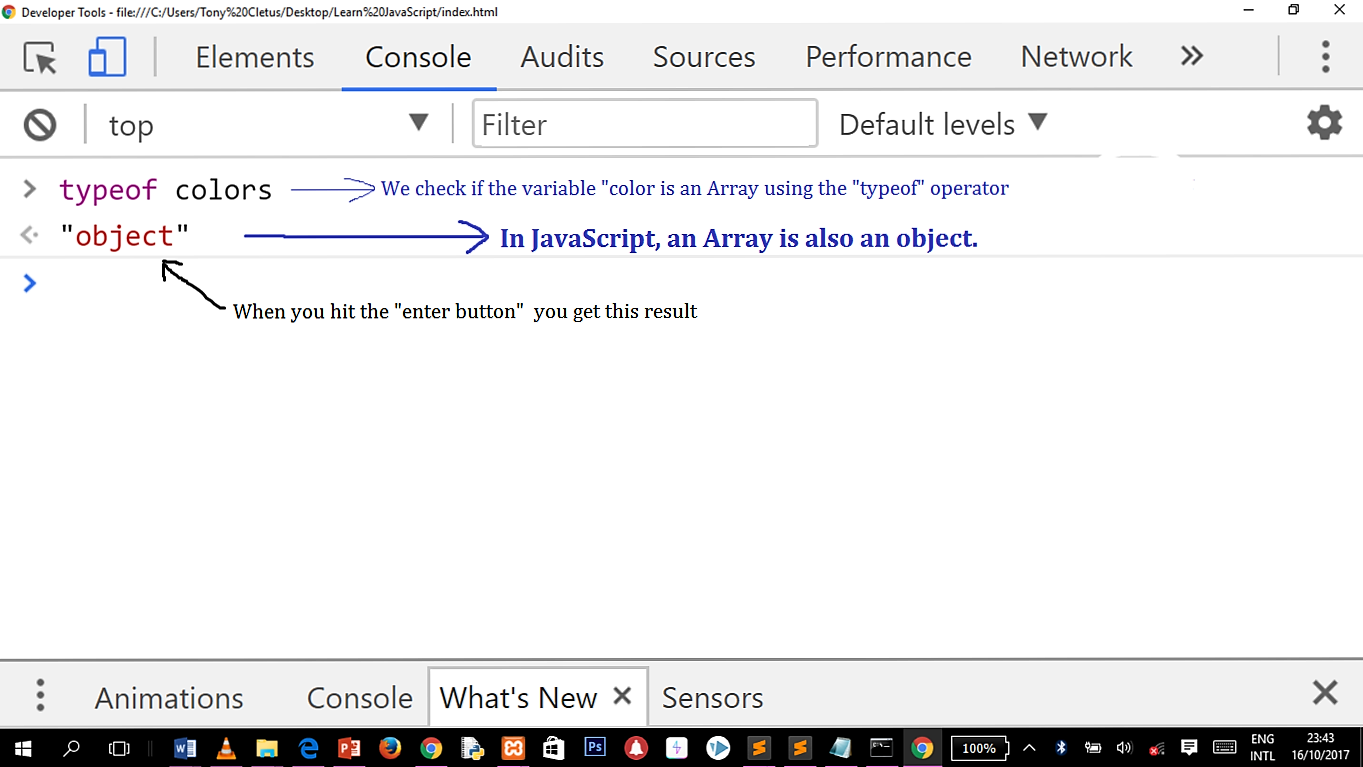 Developer Tools - file:///C:/Users/Tony%20Cletus/Desktop/Learn%20JavaScript/index.html
Elements Console Audits Sources Performance Network
top Filter Default levels
typeof colors We check if the variable "color is an Array using the "typeof" operator
"object" In JavaScript, an Array is also an object.
When you hit the "enter button" you get this result
Animations Console What's New Sensors
Ps 100% ENG 23:43
INTL 16/10/2017